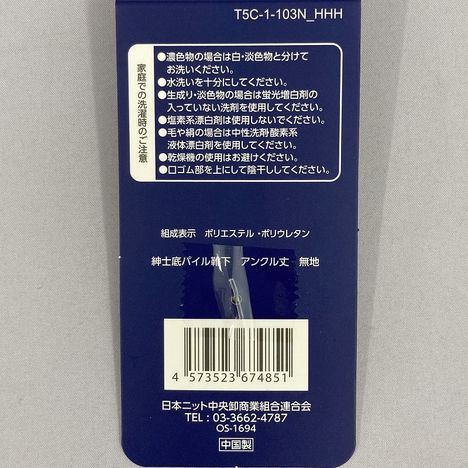 T5C-1-103N_HHH
家庭での洗濯時のご注意
●濃色物の場合は白・淡色物と分けて
お洗いください。
●水洗いを十分にしてください。
●生成り・淡色物の場合は蛍光増白剤の
入っていない洗剤を使用してください。
●塩素系漂白剤は使用しないでください。
●毛や絹の場合は中性洗剤・酸素系
液体漂白剤を使用してください。
●乾燥機の使用はお避けください。
●口ゴム部を上にして陰干ししてください。
組成表示 ポリエステル・ポリウレタン
紳士底パイル靴下 アンクル丈 無地
4 573523 674851
日本ニット中央卸商業組合連合会
TEL : 03-3662-4787
OS-1694
中国製